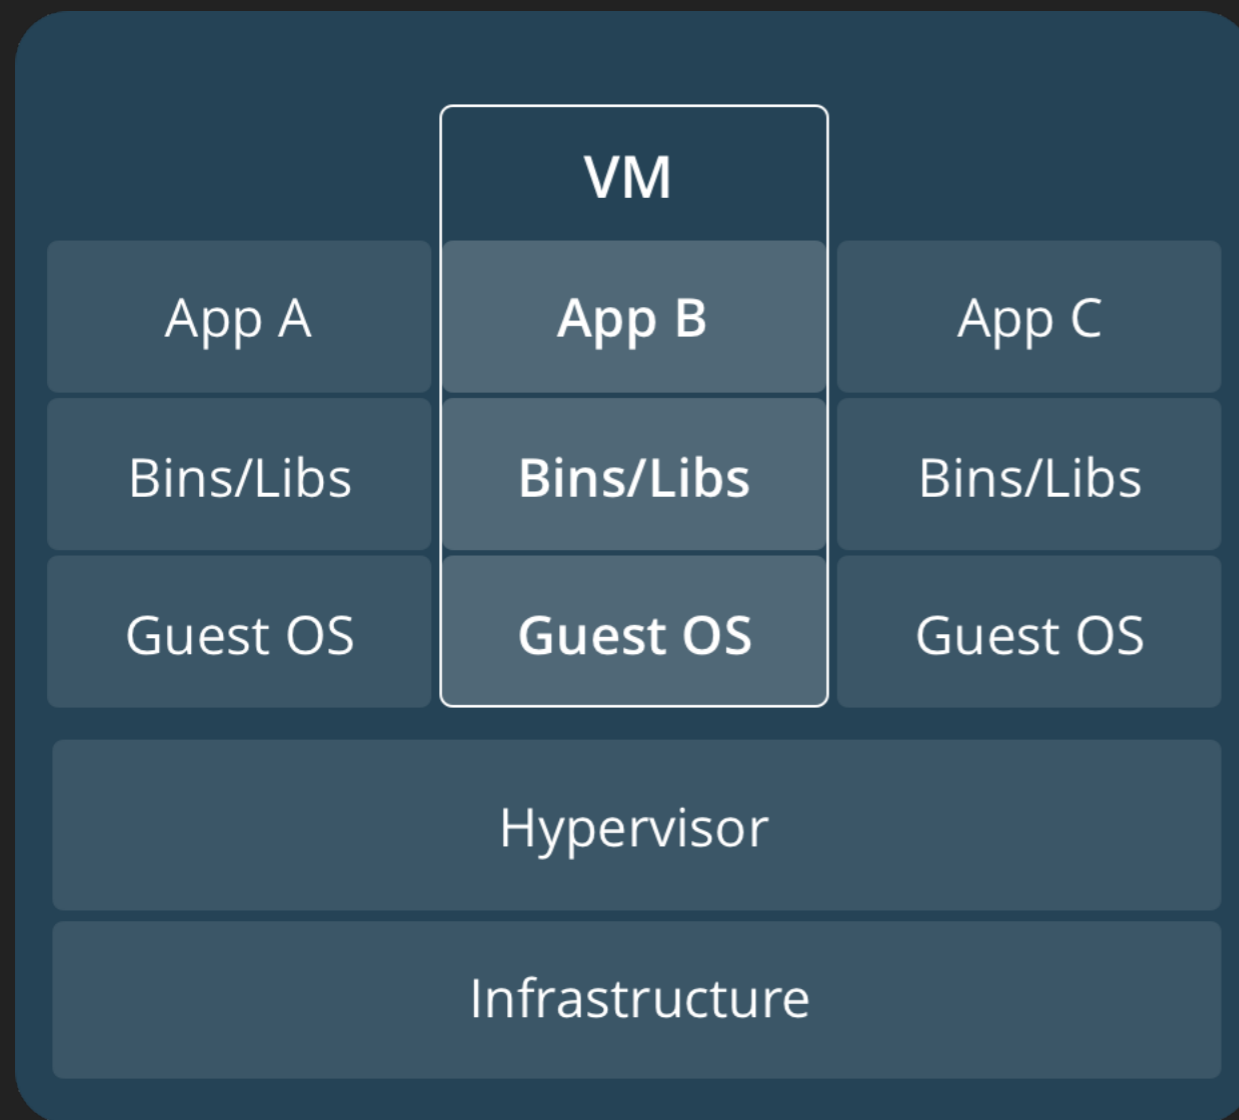 VM
App A
App B
App C
Bins/Libs
Bins/Libs
Bins/Libs
Guest OS
Guest OS
Guest OS
Hypervisor
Infrastructure